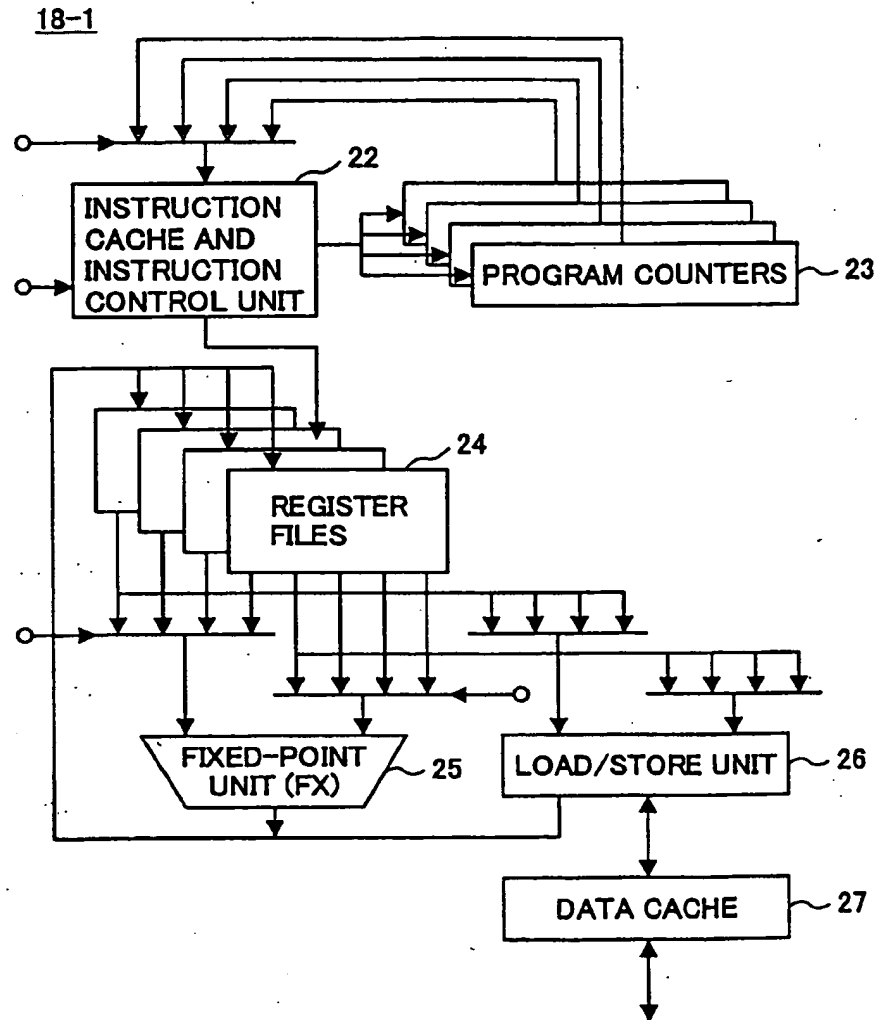 18-1
22
INSTRUCTION
CACHE AND
INSTRUCTION
CONTROL UNIT
PROGRAM COUNTERS
23
24
REGISTER
FILES
FIXED-POINT
UNIT (FX)
25
LOAD/STORE UNIT
26
DATA CACHE
27